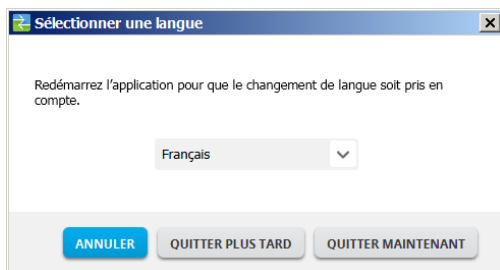 Sélectionner une langue
Redémarrez l'application pour que le changement de langue soit pris en
compte.
Français
ANNULER
QUITTER PLUS TARD
QUITTER MAINTENANT